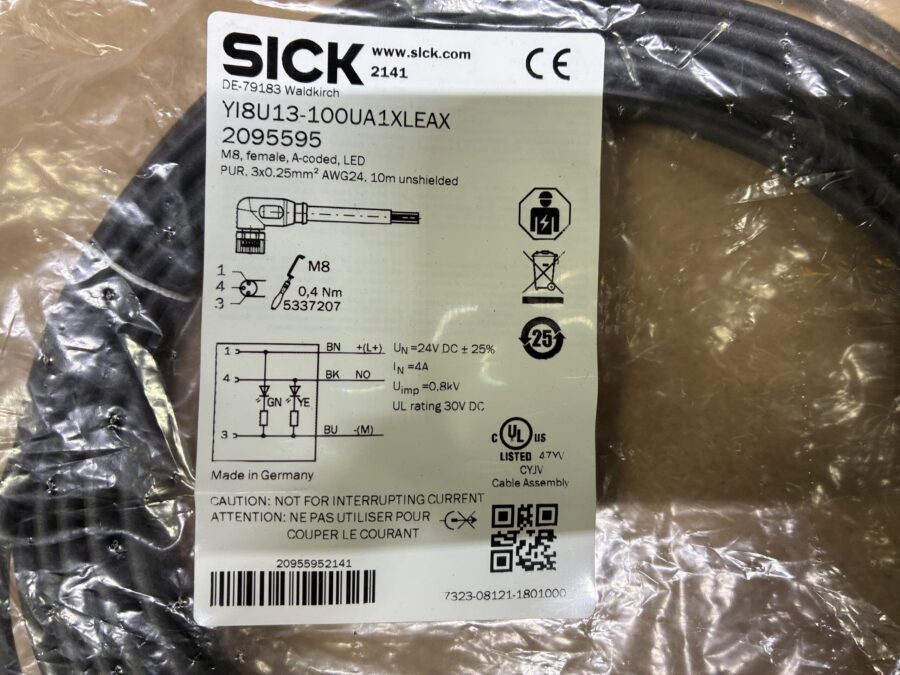 SICK www.sick.com
2141
CE
DE-79183 Waldkirch
YI8U13-100UA1XLEAX
2095595
M8, female, A-coded, LED
PUR. 3x0.25mm² AWG24. 10m unshielded
M8
0,4 Nm
5337207
1
4
3
25
1 BN +(L+)
4 BK NO
GN YE
3 BU -(M)
UN =24V DC ± 25%
IN =4A
Uimp =0.8kV
UL rating 30V DC
c UL us
LISTED 47YV
CYJV
Cable Assembly
Made in Germany
CAUTION: NOT FOR INTERRUPTING CURRENT
ATTENTION: NE PAS UTILISER POUR
COUPER LE COURANT
20955952141
7323-08121-1801000